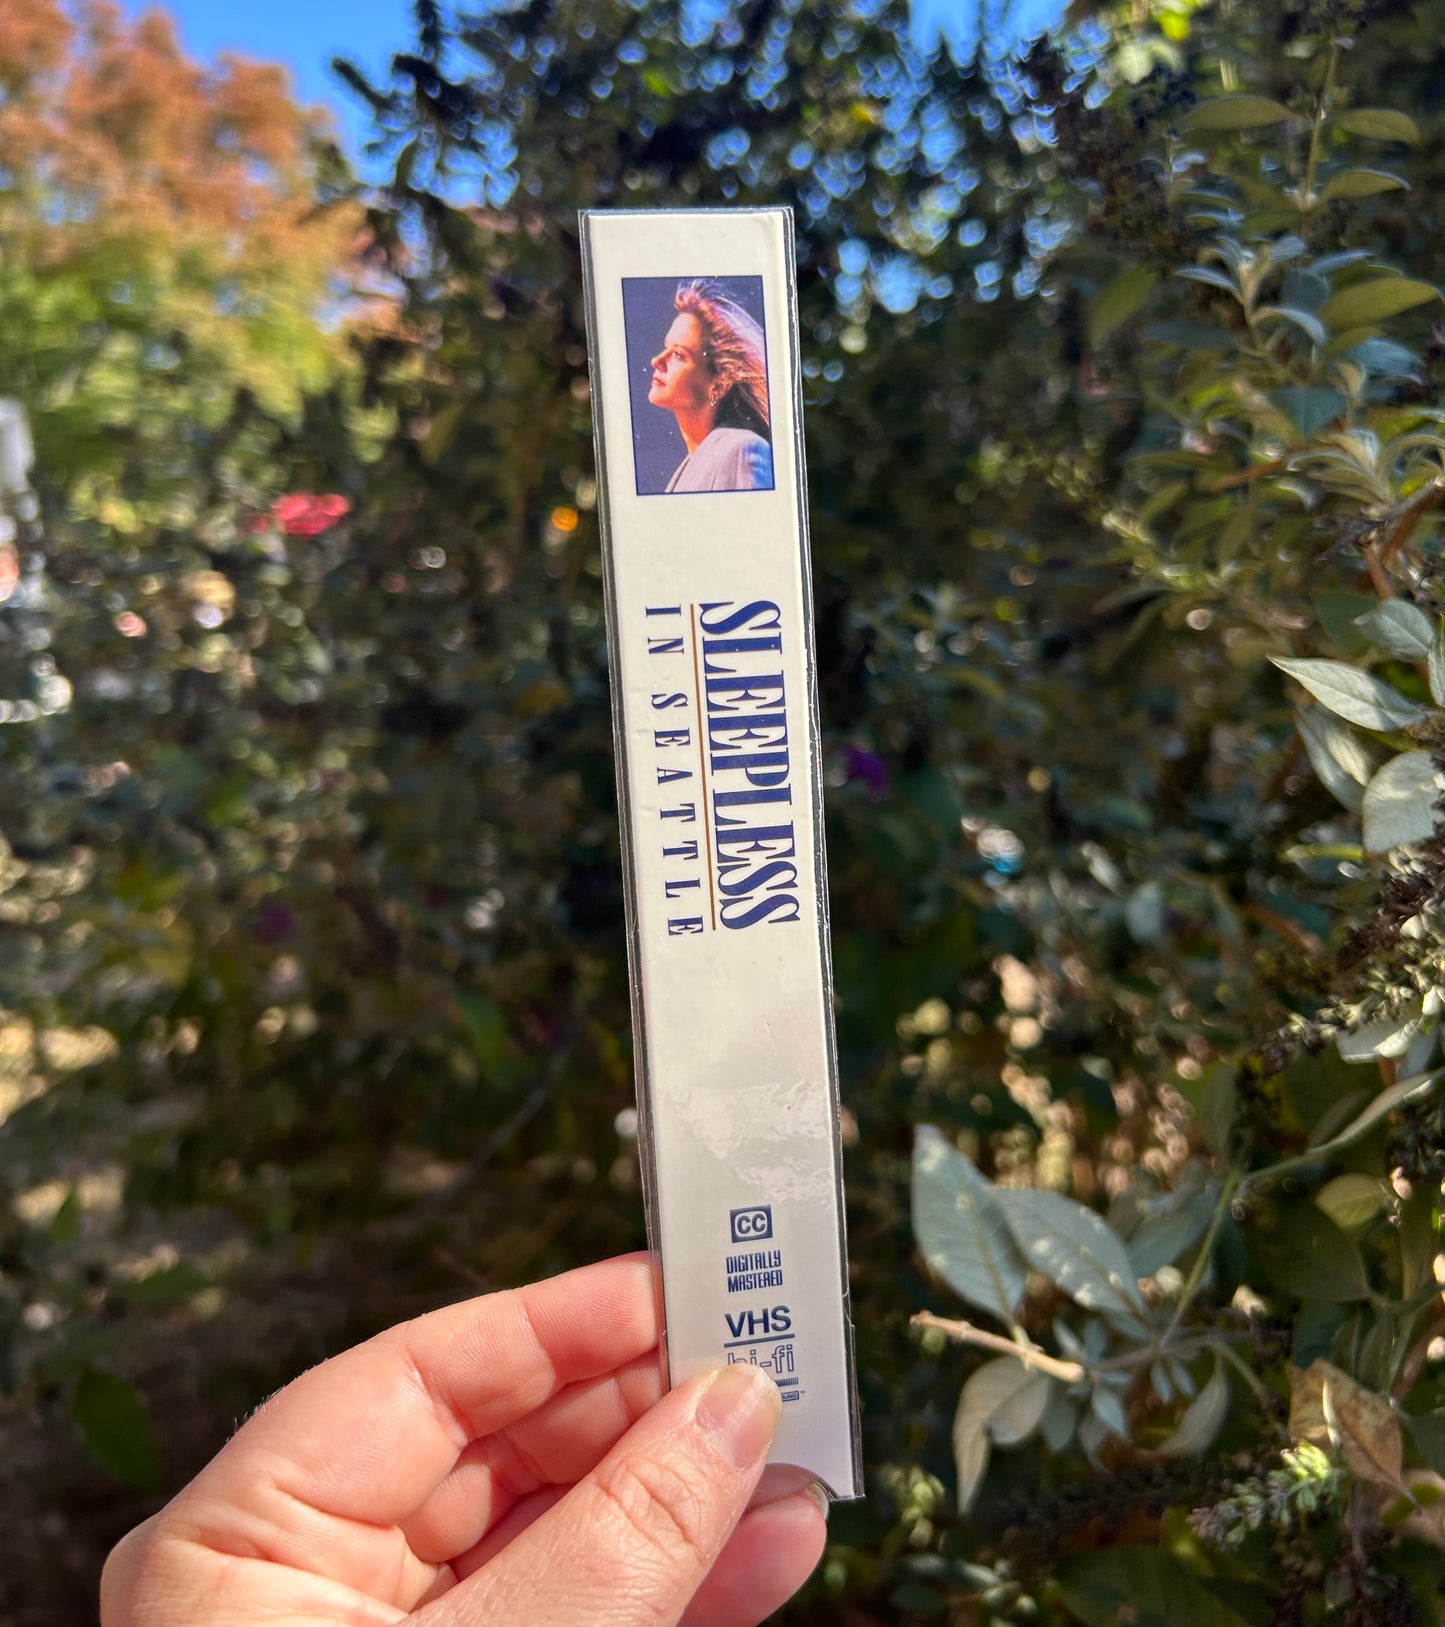 SLEEPLESS
IN SEATTLE
CC
DIGITALLY
MASTERED
VHS
hi-fi